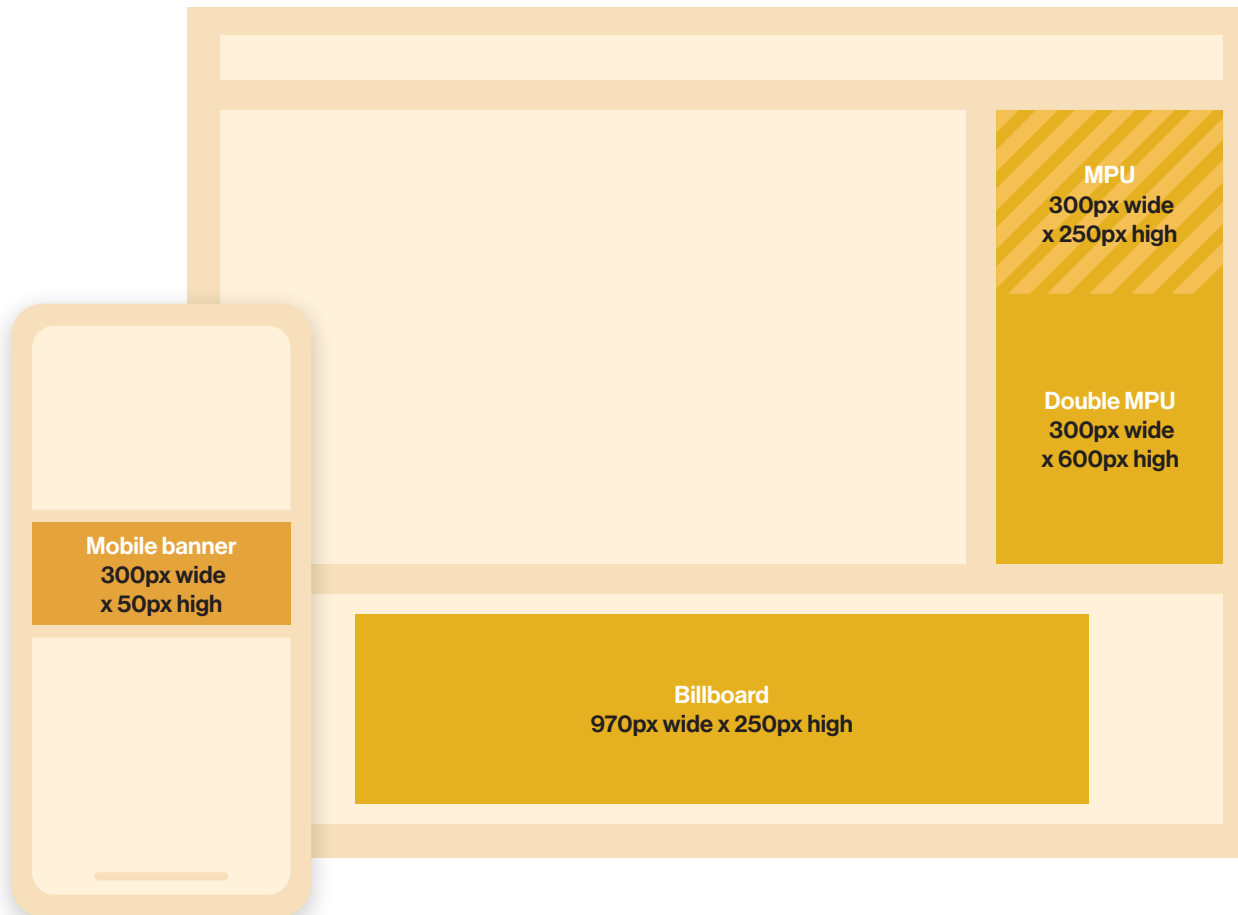 MPU
300px wide
x 250px high
Double MPU
300px wide
x 600px high
Mobile banner
300px wide
x 50px high
Billboard
970px wide x 250px high